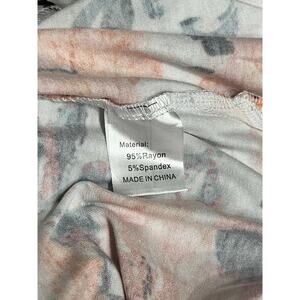 Material:
95%Rayon
5%Spandex
MADE IN CHINA